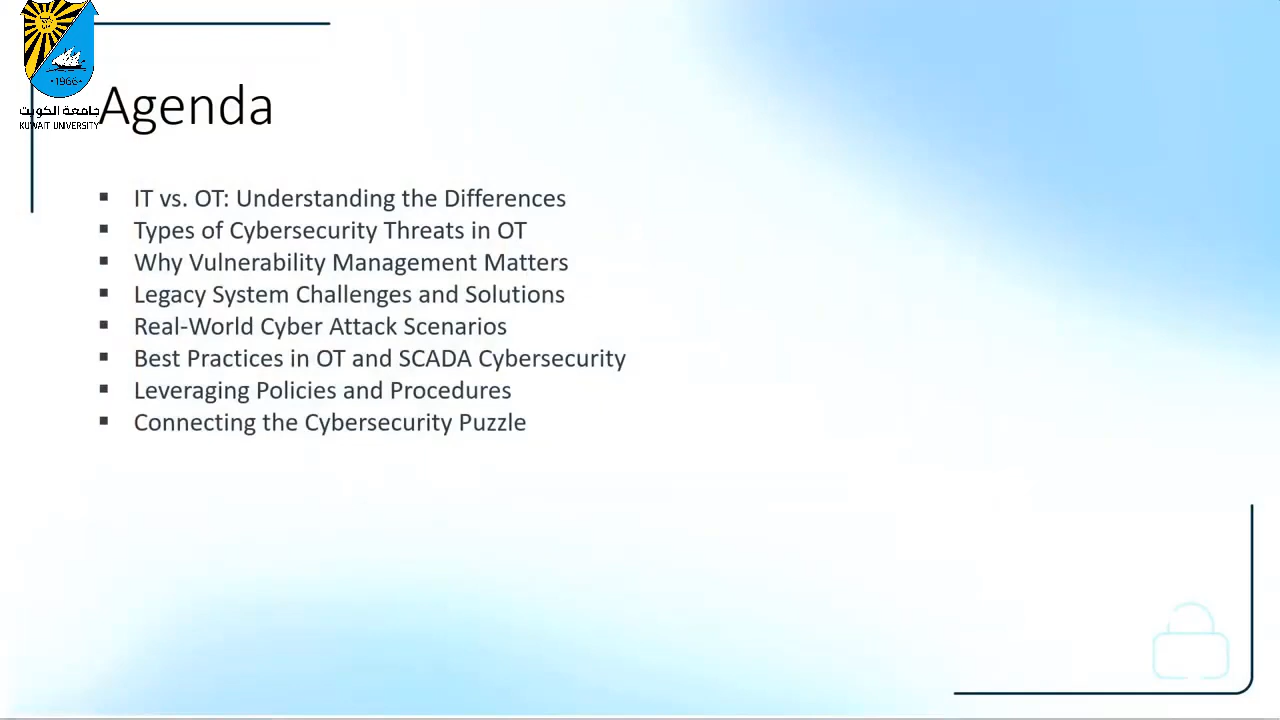 1966
جامعة الكويت
KUWAIT UNIVERSITY
Agenda
▪ IT vs. OT: Understanding the Differences
▪ Types of Cybersecurity Threats in OT
▪ Why Vulnerability Management Matters
▪ Legacy System Challenges and Solutions
▪ Real-World Cyber Attack Scenarios
▪ Best Practices in OT and SCADA Cybersecurity
▪ Leveraging Policies and Procedures
▪ Connecting the Cybersecurity Puzzle